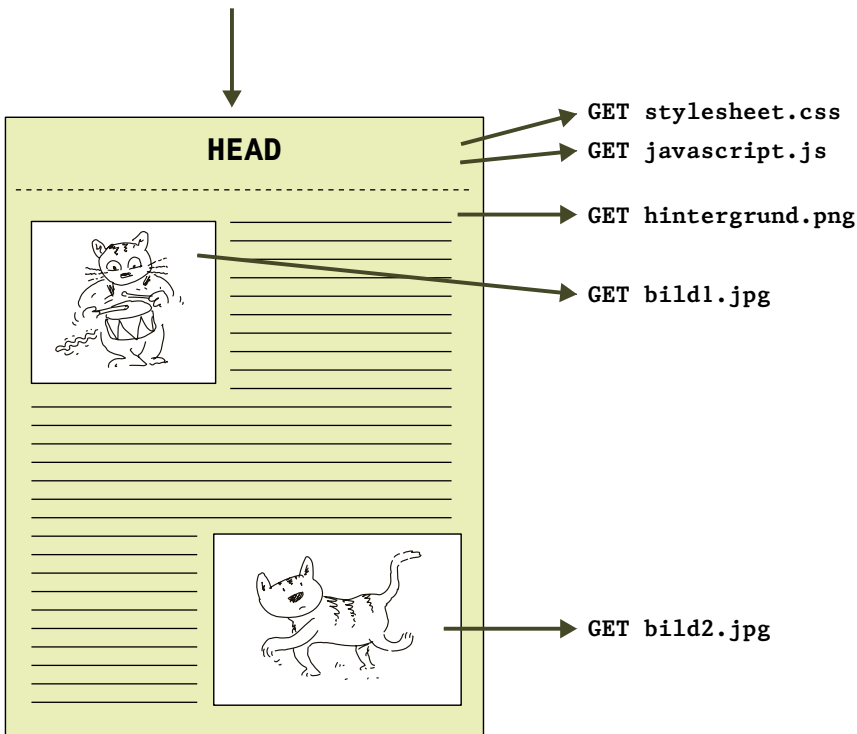 HEAD
GET stylesheet.css
GET javascript.js
GET hintergrund.png
GET bild1.jpg
GET bild2.jpg